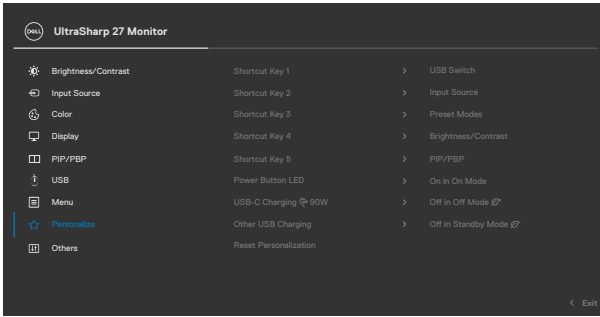 DELL UltraSharp 27 Monitor
Brightness/Contrast Shortcut Key 1 > USB Switch
Input Source Shortcut Key 2 > Input Source
Color Shortcut Key 3 > Preset Modes
Display Shortcut Key 4 > Brightness/Contrast
PIP/PBP Shortcut Key 5 > PIP/PBP
USB Power Button LED > On in On Mode
Menu USB-C Charging 90W > Off in Off Mode
Personalize Other USB Charging > Off in Standby Mode
Others Reset Personalization
< Exit